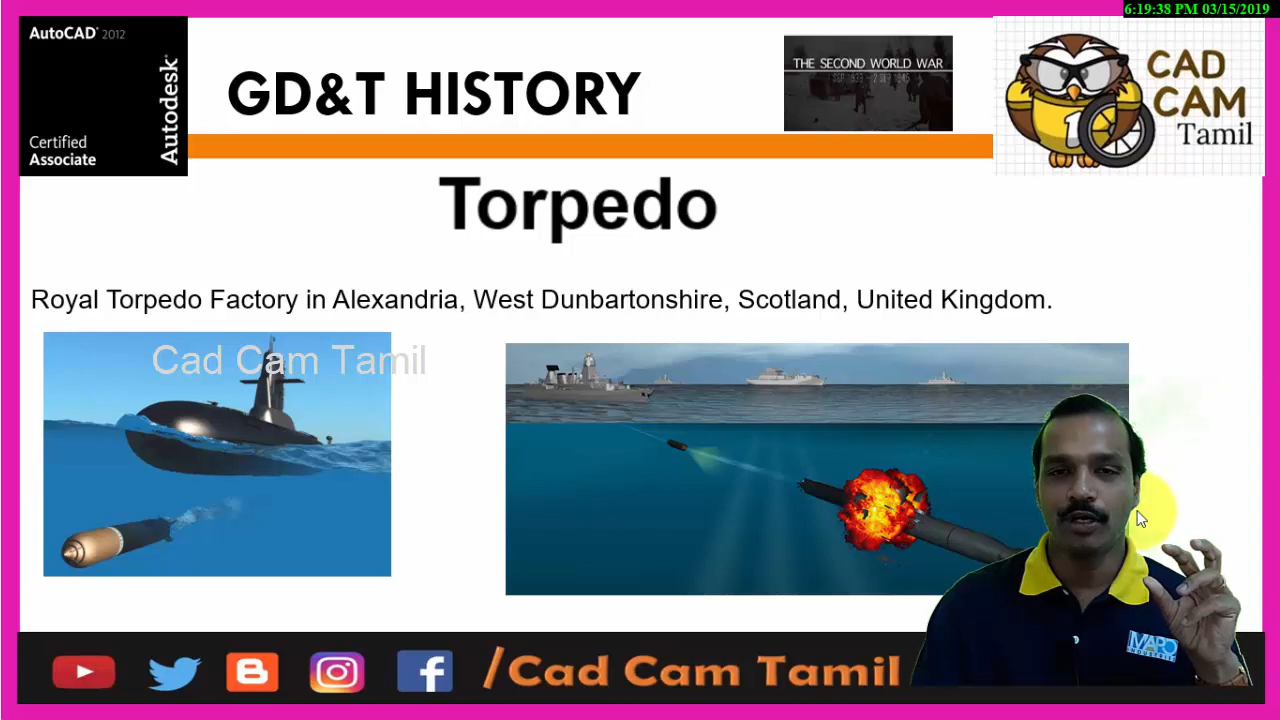 6:19:38 PM 03/15/2019
AutoCAD® 2012
Autodesk®
Certified
Associate
GD&T HISTORY
THE SECOND WORLD WAR
CAD
CAM
Tamil
1
Torpedo
Royal Torpedo Factory in Alexandria, West Dunbartonshire, Scotland, United Kingdom.
Cad Cam Tamil
/Cad Cam Tamil